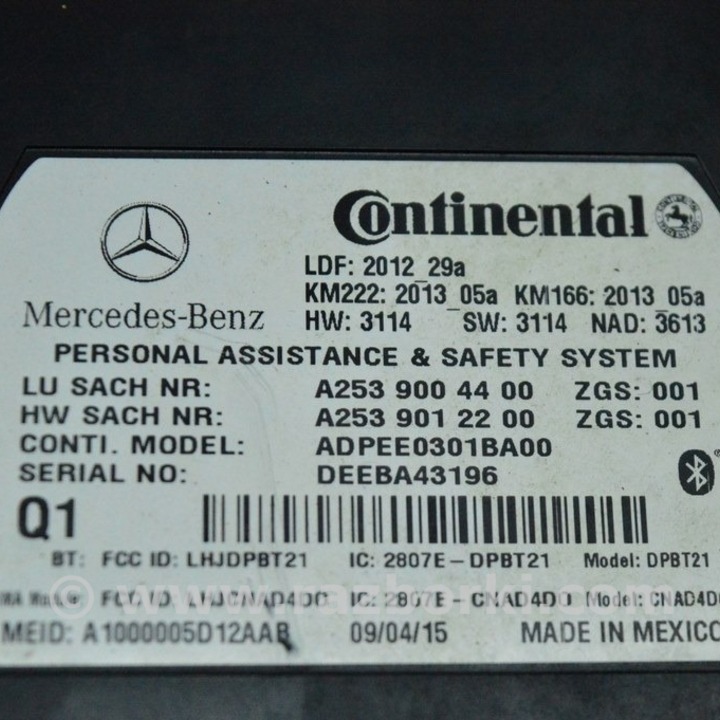 Continental
LDF: 2012_29a
KM222: 2013_05a KM166: 2013_05a
Mercedes-Benz HW: 3114 SW: 3114 NAD: 3613
PERSONAL ASSISTANCE & SAFETY SYSTEM
LU SACH NR: A253 900 44 00 ZGS: 001
HW SACH NR: A253 901 22 00 ZGS: 001
CONTI. MODEL: ADPEE0301BA00
SERIAL NO: DEEBA43196
Q1
BT: FCC ID: LHJDPBT21 IC: 2807E-DPBT21 Model: DPBT21
FCC ID: IC: 2807E - Model:
MEID: A1000005D12AAB 09/04/15 MADE IN MEXICO